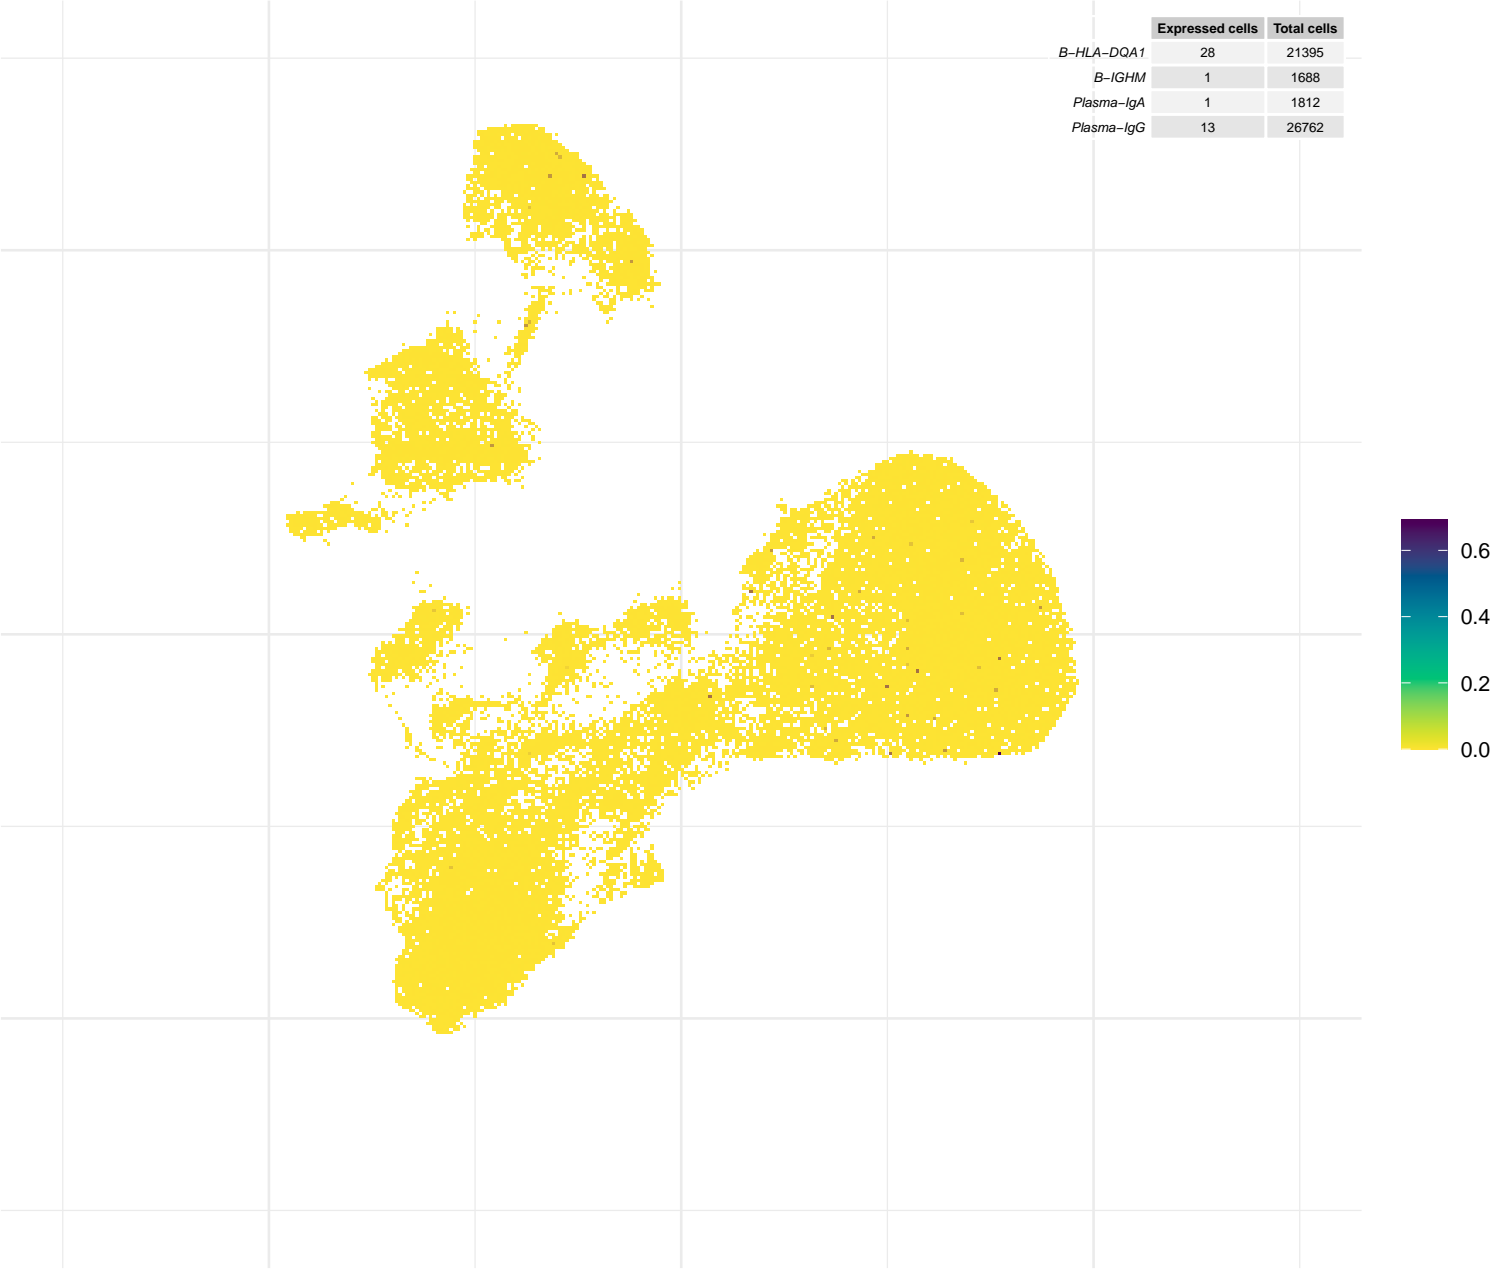 Expressed cells Total cells
B−HLA−DQA1 28 21395
B−IGHM 1 1688
Plasma−IgA 1 1812
Plasma−IgG 13 26762
0.6
0.4
0.2
0.0